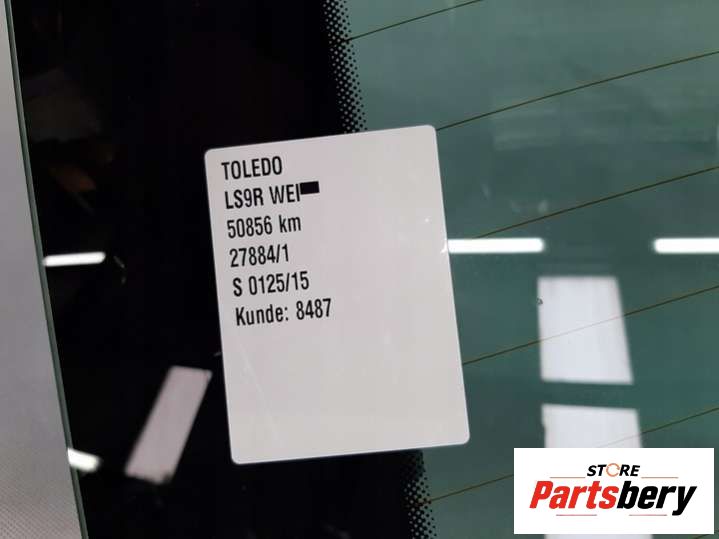 TOLEDO
LS9R WEI
50856 km
27884/1
S 0125/15
Kunde: 8487
STORE
Partsbery